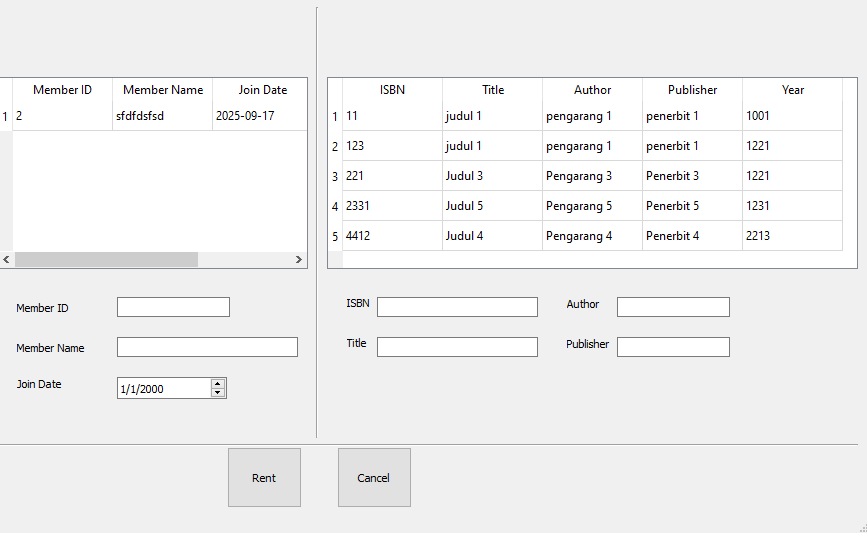 Member ID Member Name Join Date
1 2 sfdfdsfsd 2025-09-17
ISBN Title Author Publisher Year
1 11 judul 1 pengarang 1 penerbit 1 1001
2 123 judul 1 pengarang 1 penerbit 1 1221
3 221 Judul 3 Pengarang 3 Penerbit 3 1221
4 2331 Judul 5 Pengarang 5 Penerbit 5 1231
5 4412 Judul 4 Pengarang 4 Penerbit 4 2213
Member ID
Member Name
Join Date 1/1/2000
ISBN Author
Title Publisher
Rent Cancel